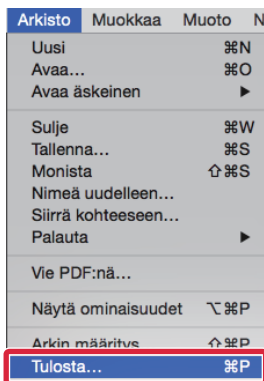 Arkisto Muokkaa Muoto N
Uusi ⌘N
Avaa... ⌘O
Avaa äskeinen ▶
Sulje ⌘W
Tallenna... ⌘S
Monista ⇧⌘S
Nimeä uudelleen...
Siirrä kohteeseen...
Palauta ▶
Vie PDF:nä...
Näytä ominaisuudet ⌥⌘P
Arkin määritys... ⇧⌘P
Tulosta... ⌘P